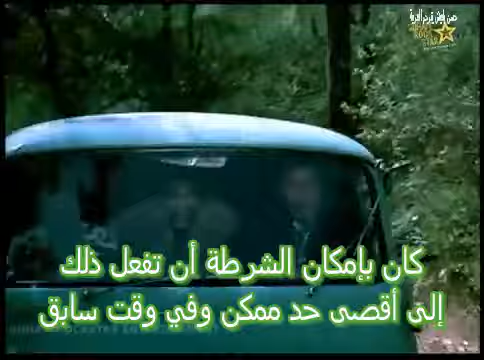 كان بإمكان الشرطة أن تفعل ذلك
إلى أقصى حد ممكن وفي وقت سابق